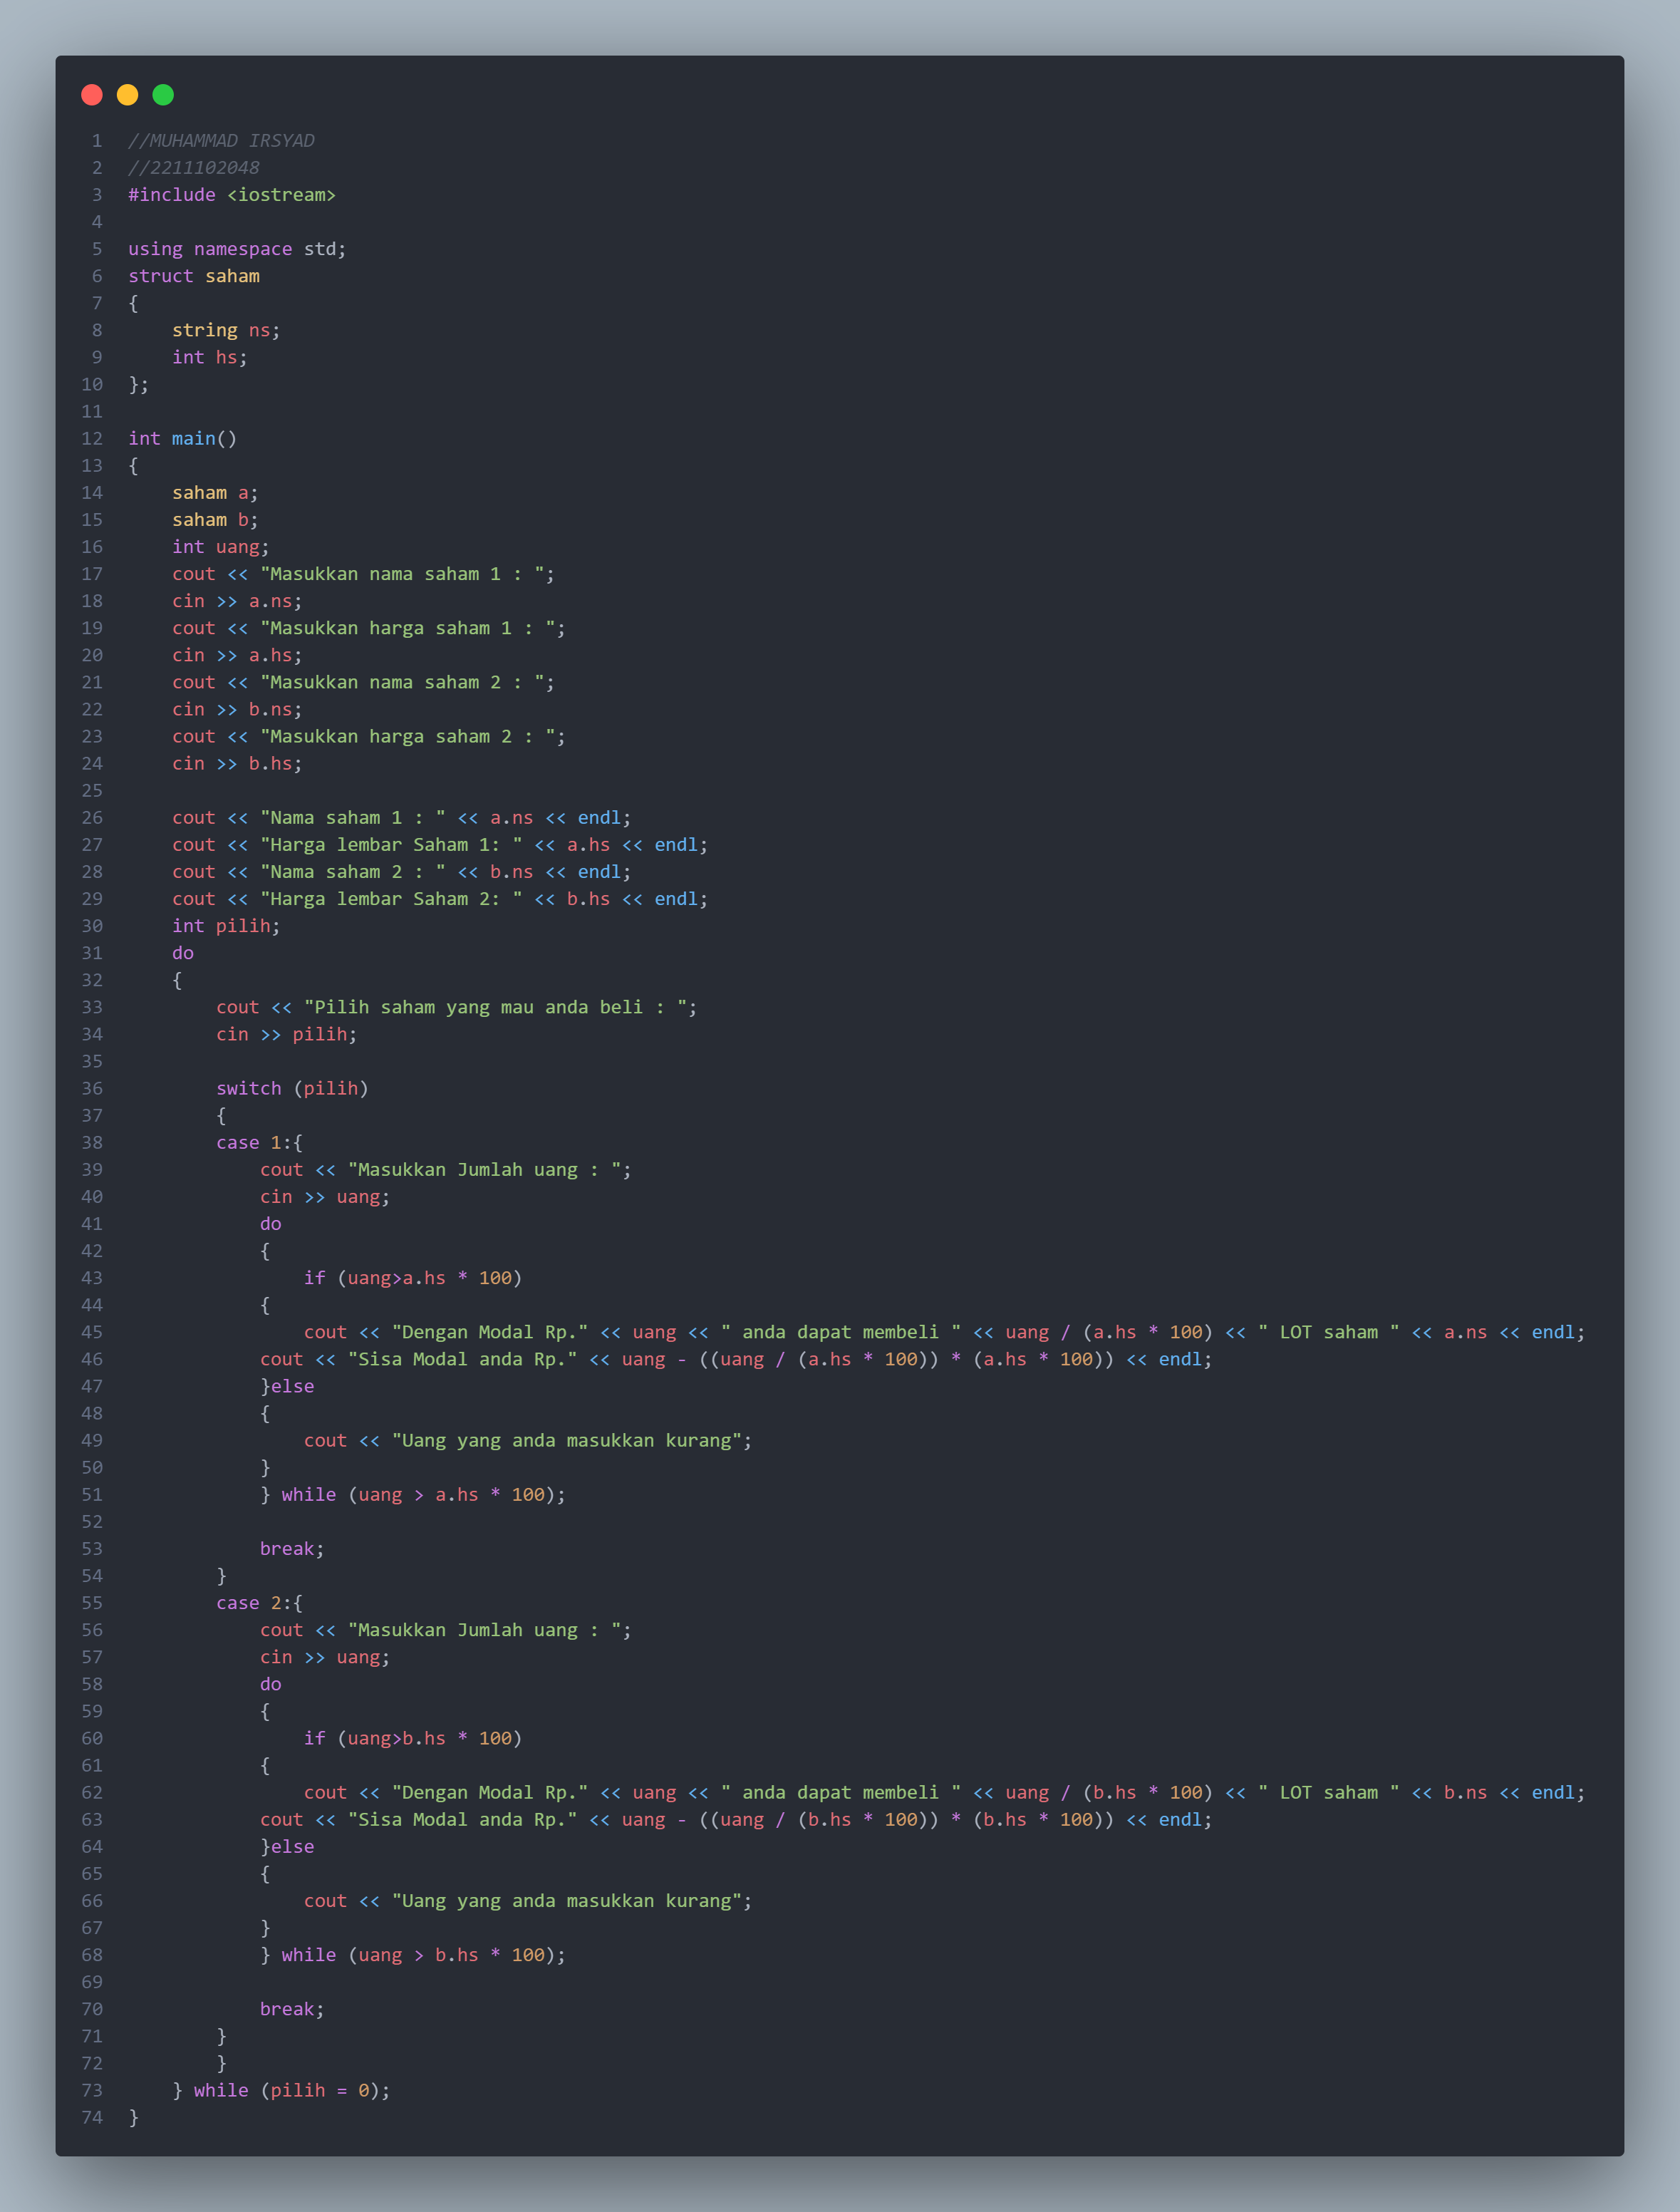 1 //MUHAMMAD IRSYAD
2 //2211102048
3 #include <iostream>
4
5 using namespace std;
6 struct saham
7 {
8     string ns;
9     int hs;
10 };
11
12 int main()
13 {
14     saham a;
15     saham b;
16     int uang;
17     cout << "Masukkan nama saham 1 : ";
18     cin >> a.ns;
19     cout << "Masukkan harga saham 1 : ";
20     cin >> a.hs;
21     cout << "Masukkan nama saham 2 : ";
22     cin >> b.ns;
23     cout << "Masukkan harga saham 2 : ";
24     cin >> b.hs;
25
26     cout << "Nama saham 1 : " << a.ns << endl;
27     cout << "Harga lembar Saham 1: " << a.hs << endl;
28     cout << "Nama saham 2 : " << b.ns << endl;
29     cout << "Harga lembar Saham 2: " << b.hs << endl;
30     int pilih;
31     do
32     {
33         cout << "Pilih saham yang mau anda beli : ";
34         cin >> pilih;
35
36         switch (pilih)
37         {
38         case 1:{
39             cout << "Masukkan Jumlah uang : ";
40             cin >> uang;
41             do
42             {
43                 if (uang>a.hs * 100)
44             {
45                 cout << "Dengan Modal Rp." << uang << " anda dapat membeli " << uang / (a.hs * 100) << " LOT saham " << a.ns << endl;
46             cout << "Sisa Modal anda Rp." << uang - ((uang / (a.hs * 100)) * (a.hs * 100)) << endl;
47             }else
48             {
49                 cout << "Uang yang anda masukkan kurang";
50             }
51             } while (uang > a.hs * 100);
52
53             break;
54         }
55         case 2:{
56             cout << "Masukkan Jumlah uang : ";
57             cin >> uang;
58             do
59             {
60                 if (uang>b.hs * 100)
61             {
62                 cout << "Dengan Modal Rp." << uang << " anda dapat membeli " << uang / (b.hs * 100) << " LOT saham " << b.ns << endl;
63             cout << "Sisa Modal anda Rp." << uang - ((uang / (b.hs * 100)) * (b.hs * 100)) << endl;
64             }else
65             {
66                 cout << "Uang yang anda masukkan kurang";
67             }
68             } while (uang > b.hs * 100);
69
70             break;
71         }
72         }
73     } while (pilih = 0);
74 }